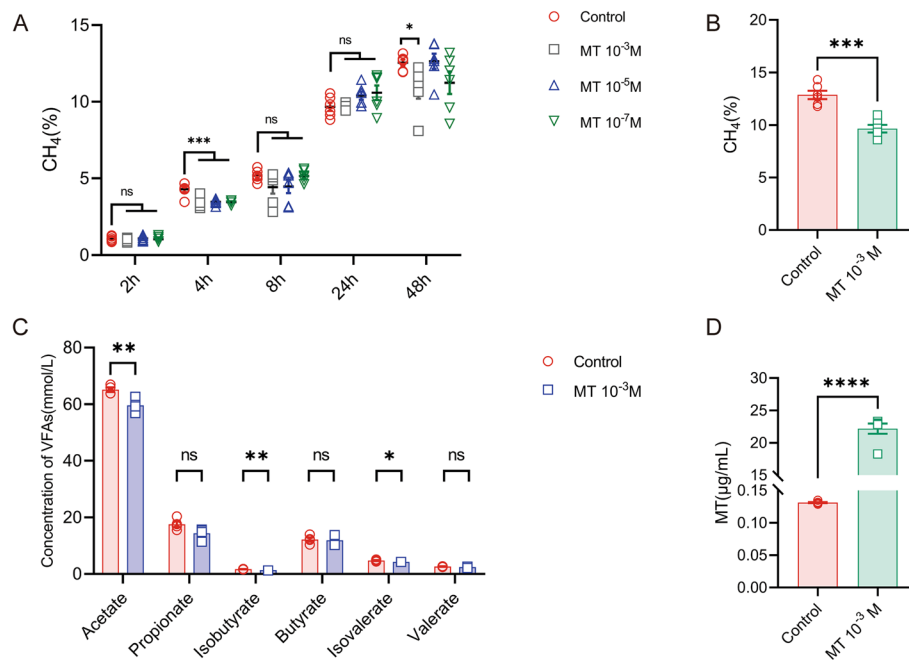 A
CH₄(%)
15
10
5
0
ns
***
ns
ns
*
2h
4h
8h
24h
48h
Control
MT 10⁻³M
MT 10⁻⁵M
MT 10⁻⁷M
B
CH₄(%)
20
15
10
5
0
***
Control
MT 10⁻³ M
C
Concentration of VFAs(mmol/L)
80
60
40
20
0
**
ns
**
ns
*
ns
Acetate
Propionate
Isobutyrate
Butyrate
Isovalerate
Valerate
Control
MT 10⁻³M
D
MT(μg/mL)
30
25
20
15
0.15
0.10
0.05
0.00
****
Control
MT 10⁻³ M